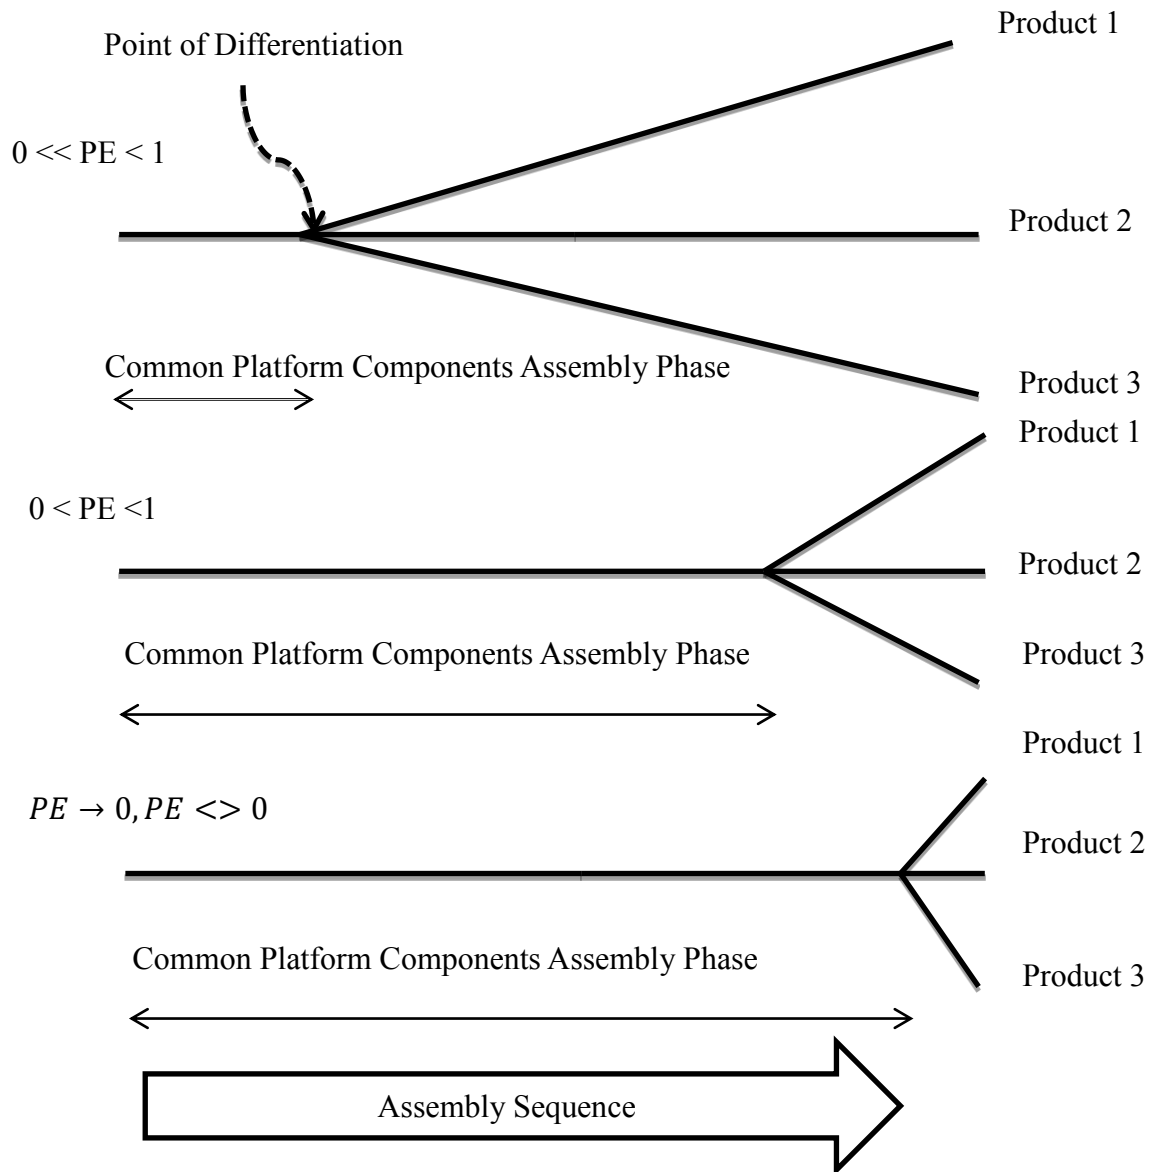 Product 1
Point of Differentiation
0 << PE < 1
Product 2
Common Platform Components Assembly Phase
Product 3
Product 1
0 < PE <1
Product 2
Common Platform Components Assembly Phase
Product 3
Product 1
𝑃𝐸 → 0, 𝑃𝐸 <> 0
Product 2
Common Platform Components Assembly Phase
Product 3
Assembly Sequence